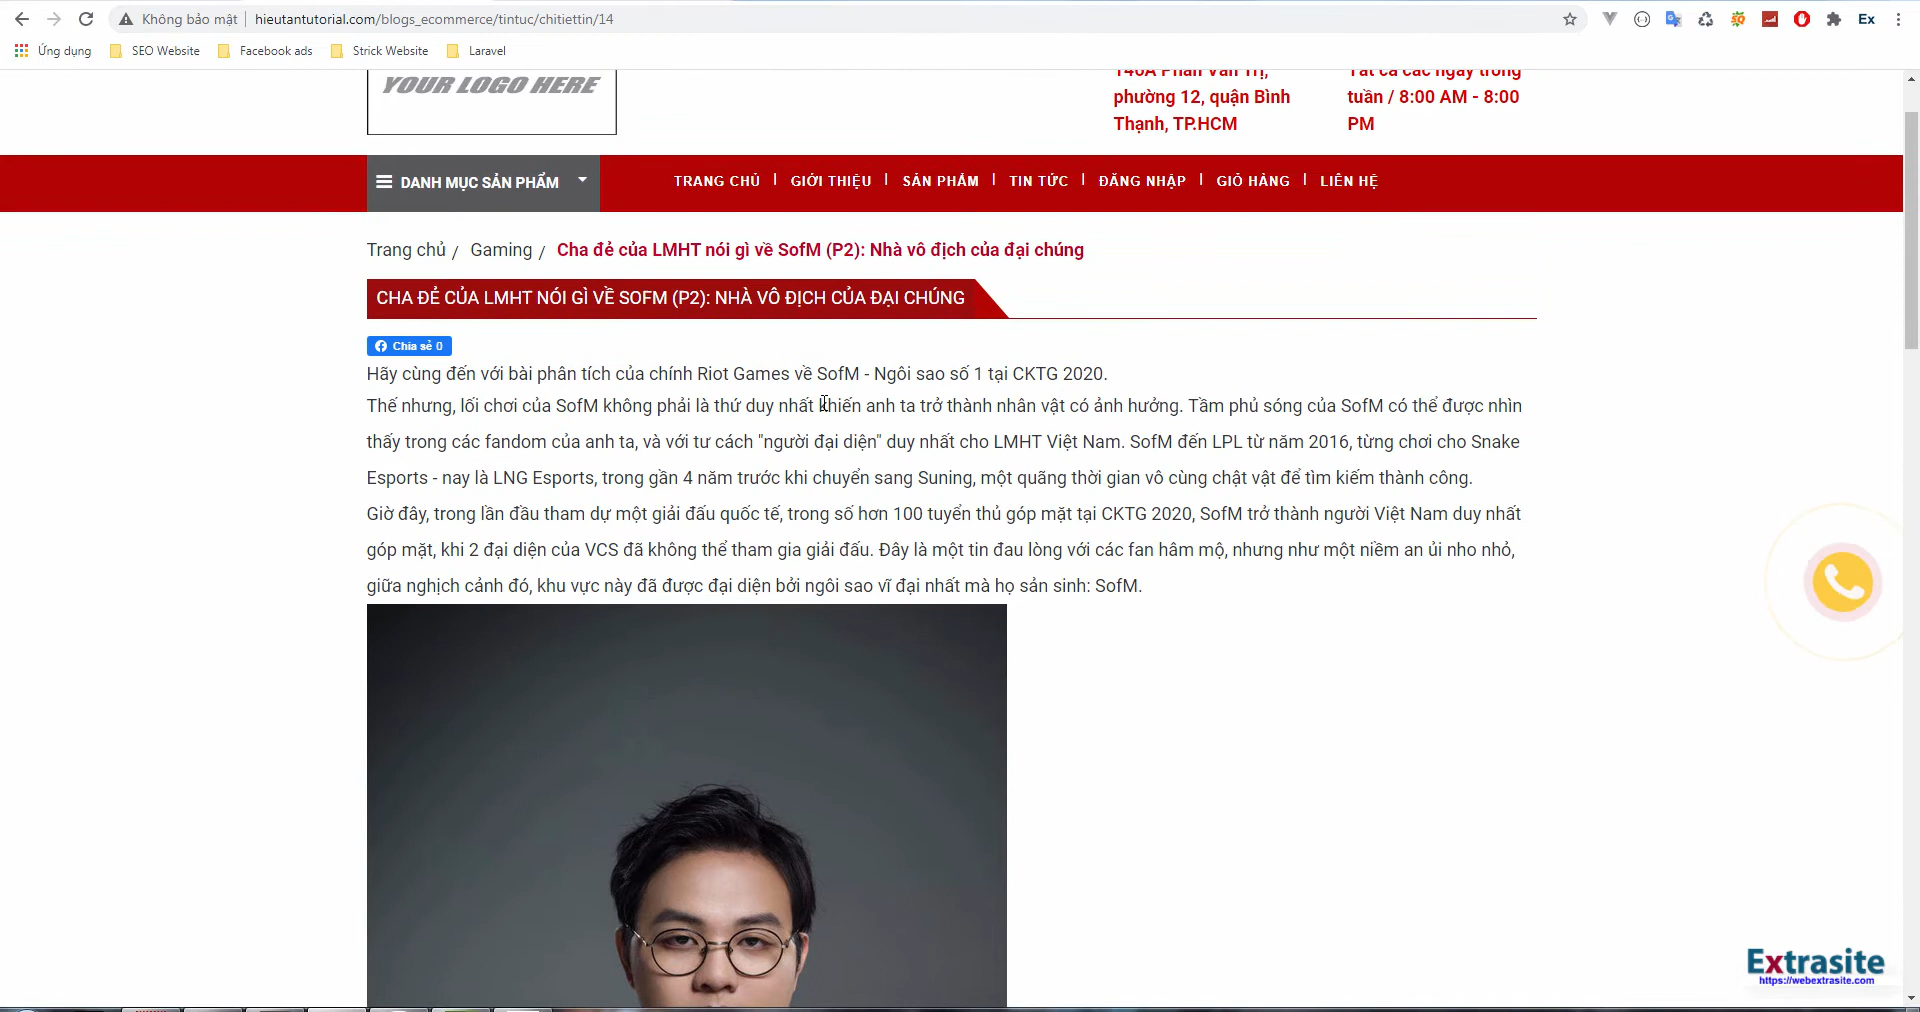 Không bảo mật
hieutantutorial.com/blogs_ecommerce/tintuc/chitiettin/14
Ex
Ứng dụng
SEO Website
Facebook ads
Strick Website
Laravel
YOUR LOGO HERE
140A Phan Văn Trị,
phường 12, quận Bình
Thạnh, TP.HCM
Tất cả các ngày trong
tuần / 8:00 AM - 8:00
PM
DANH MỤC SẢN PHẨM
TRANG CHỦ | GIỚI THIỆU | SẢN PHẨM | TIN TỨC | ĐĂNG NHẬP | GIỎ HÀNG | LIÊN HỆ
Trang chủ / Gaming / Cha đẻ của LMHT nói gì về SofM (P2): Nhà vô địch của đại chúng
CHA ĐẺ CỦA LMHT NÓI GÌ VỀ SOFM (P2): NHÀ VÔ ĐỊCH CỦA ĐẠI CHÚNG
Chia sẻ 0
Hãy cùng đến với bài phân tích của chính Riot Games về SofM - Ngôi sao số 1 tại CKTG 2020.
Thế nhưng, lối chơi của SofM không phải là thứ duy nhất khiến anh ta trở thành nhân vật có ảnh hưởng. Tầm phủ sóng của SofM có thể được nhìn
thấy trong các fandom của anh ta, và với tư cách "người đại diện" duy nhất cho LMHT Việt Nam. SofM đến LPL từ năm 2016, từng chơi cho Snake
Esports - nay là LNG Esports, trong gần 4 năm trước khi chuyển sang Suning, một quãng thời gian vô cùng chật vật để tìm kiếm thành công.
Giờ đây, trong lần đầu tham dự một giải đấu quốc tế, trong số hơn 100 tuyển thủ góp mặt tại CKTG 2020, SofM trở thành người Việt Nam duy nhất
góp mặt, khi 2 đại diện của VCS đã không thể tham gia giải đấu. Đây là một tin đau lòng với các fan hâm mộ, nhưng như một niềm an ủi nho nhỏ,
giữa nghịch cảnh đó, khu vực này đã được đại diện bởi ngôi sao vĩ đại nhất mà họ sản sinh: SofM.
Extrasite
https://webextrasite.com